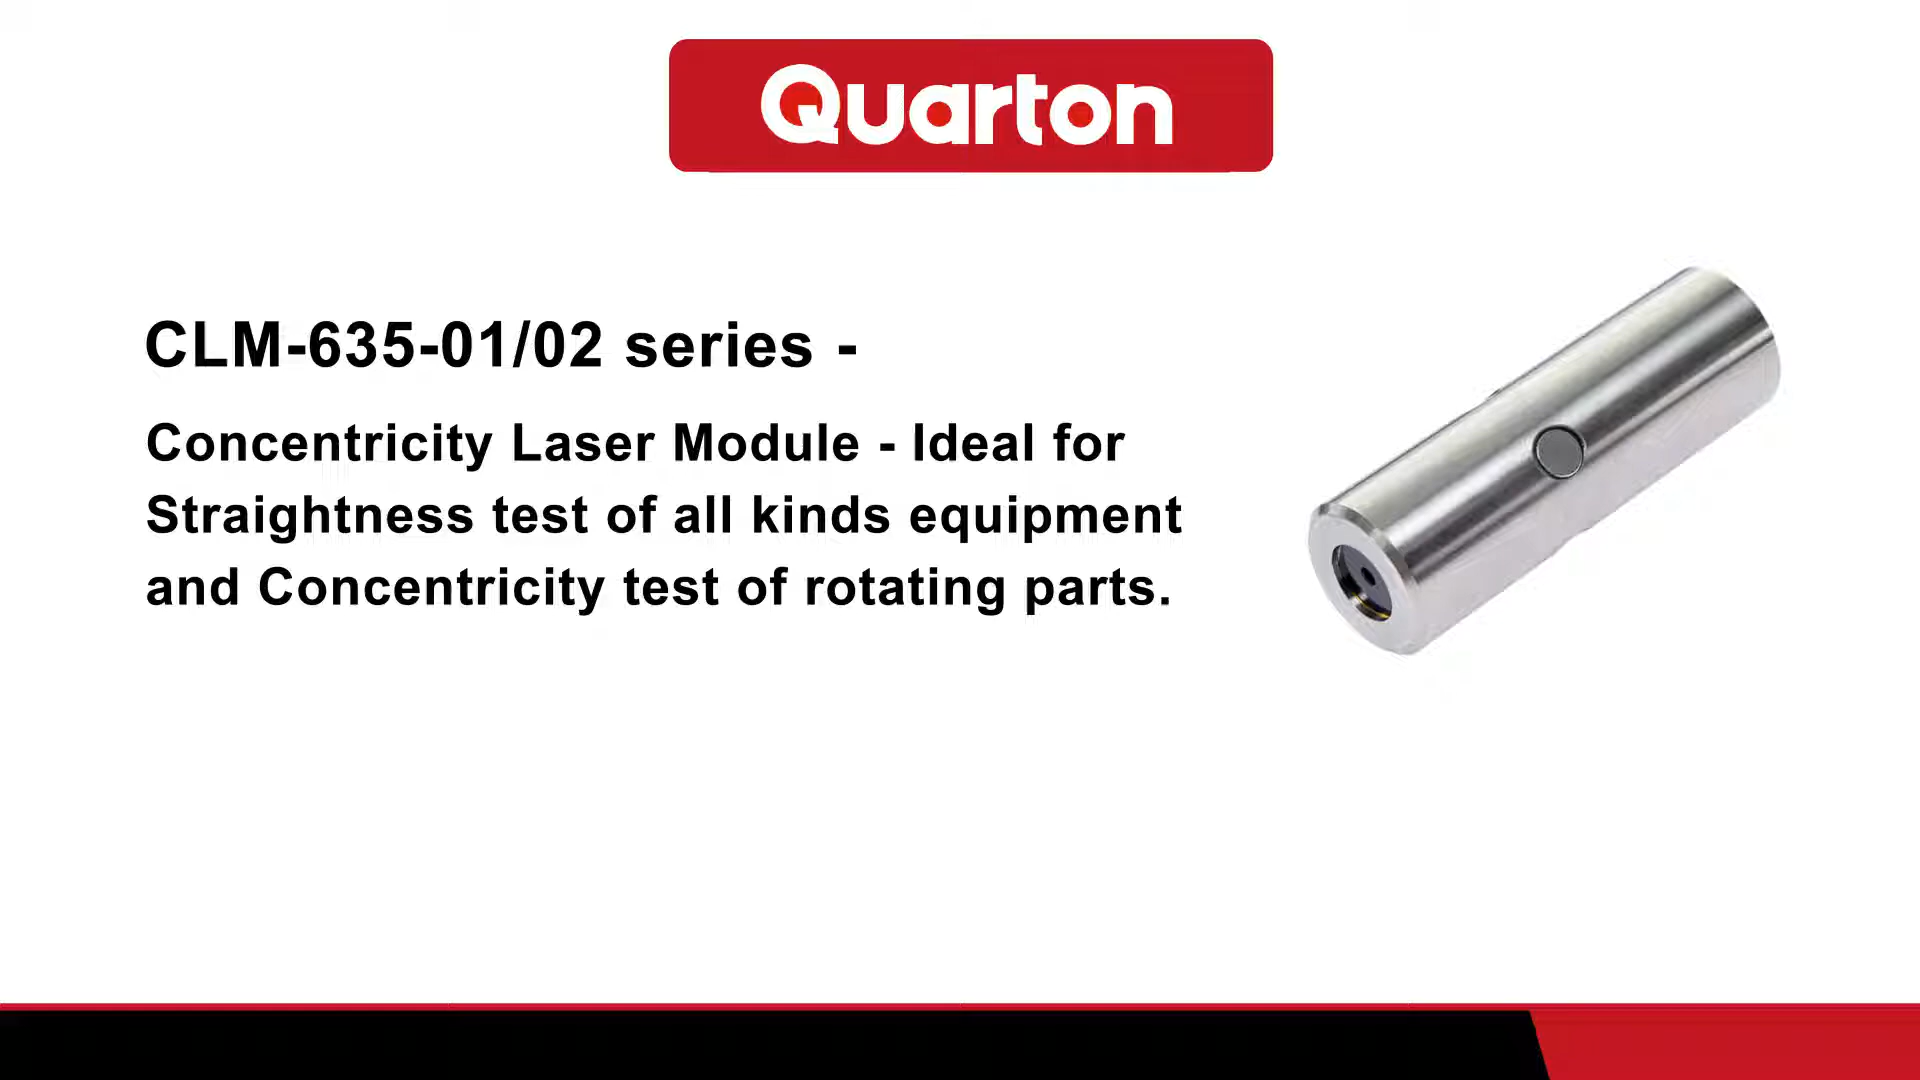 Quarton
CLM-635-01/02 series -
Concentricity Laser Module - Ideal for
Straightness test of all kinds equipment
and Concentricity test of rotating parts.